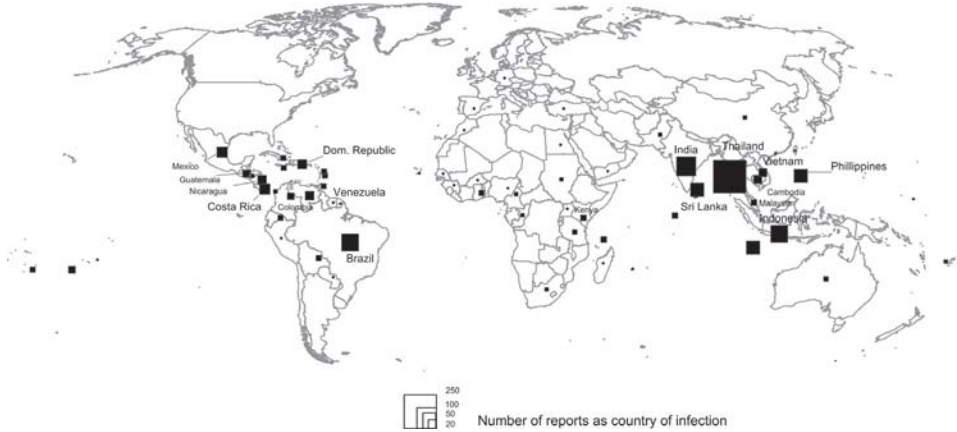 Dom. Republic
Mexico
Guatemala
Nicaragua
Costa Rica
Venezuela
Colombia
Brazil
Kenya
India
Thailand
Vietnam
Phillippines
Cambodia
Malaysia
Sri Lanka
Indonesia
250
100
50
20
Number of reports as country of infection